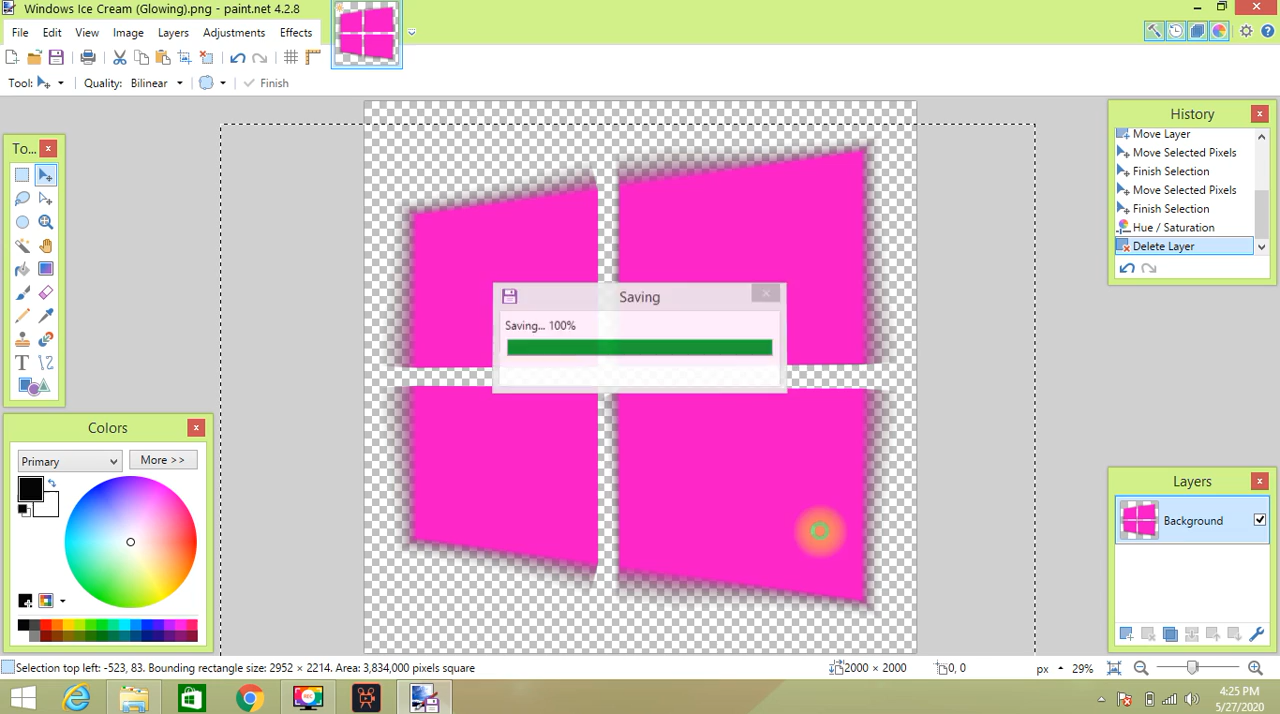 Windows Ice Cream (Glowing).png - paint.net 4.2.8
File Edit View Image Layers Adjustments Effects
Tool: Quality: Bilinear Finish
To...
History
Move Layer
Move Selected Pixels
Finish Selection
Move Selected Pixels
Finish Selection
Hue / Saturation
Delete Layer
Saving
Saving... 100%
Colors
Primary More >>
Layers
Background
Selection top left: -523, 83. Bounding rectangle size: 2952 × 2214. Area: 3,834,000 pixels square 2000 × 2000 0, 0 px 29%
REC
4:25 PM
5/27/2020